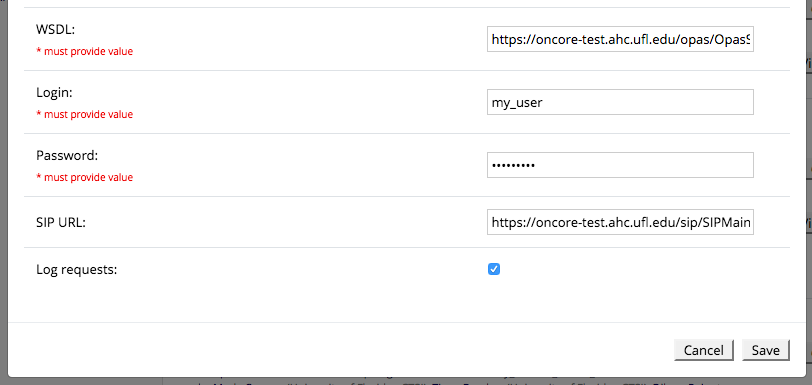 WSDL:
* must provide value
https://oncore-test.ahc.ufl.edu/opas/OpasS
Login:
* must provide value
my_user
Password:
* must provide value
•••••••••
SIP URL:
https://oncore-test.ahc.ufl.edu/sip/SIPMain
Log requests:
Cancel Save